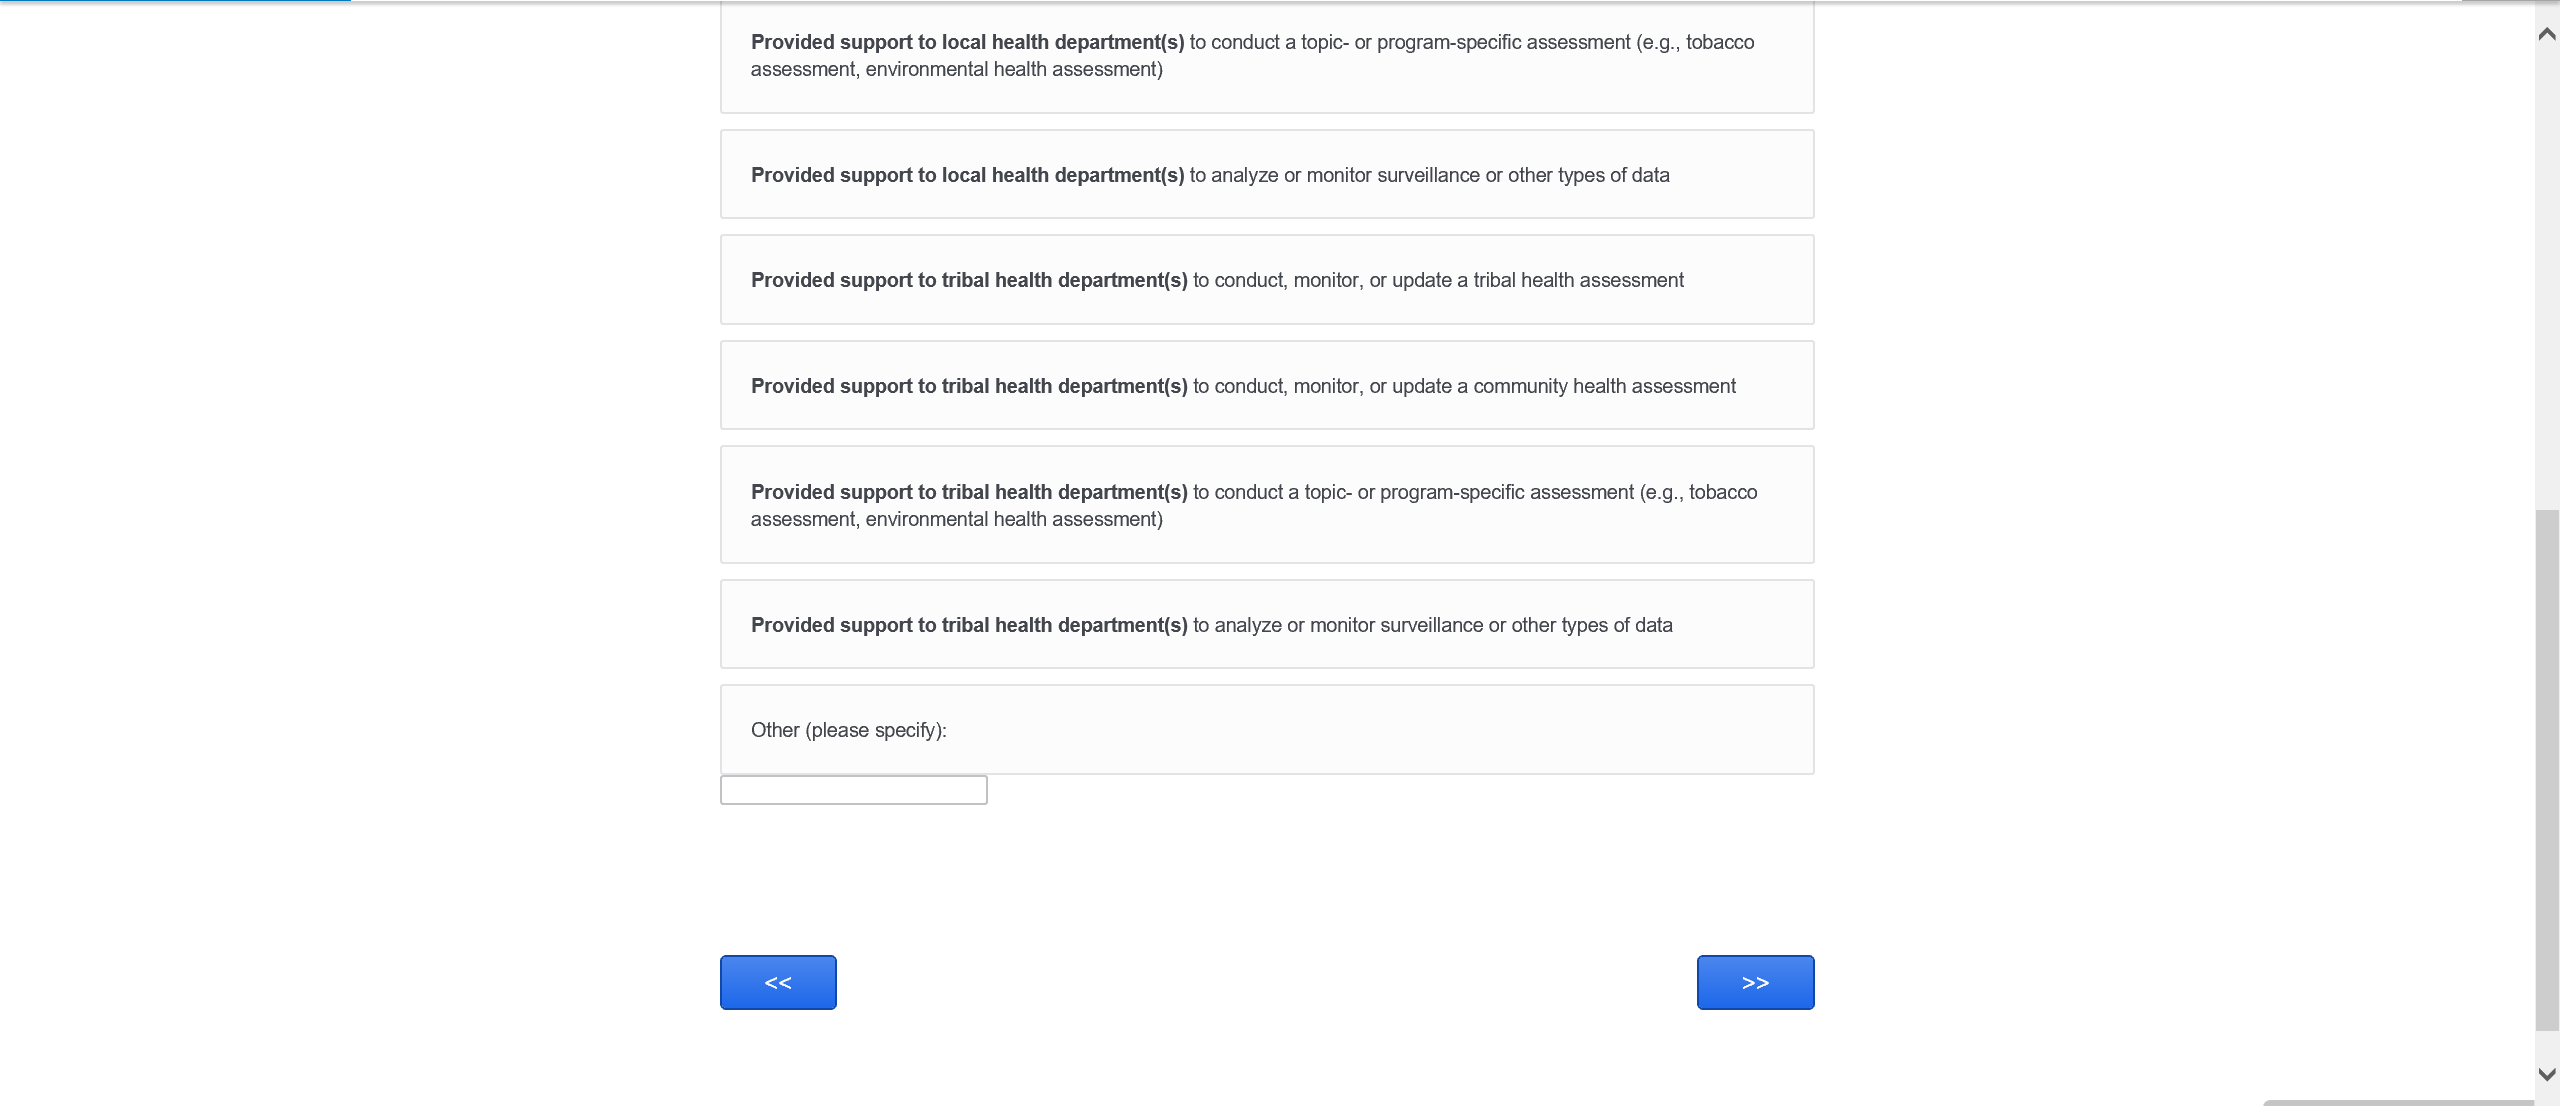 Provided support to local health department(s) to conduct a topic- or program-specific assessment (e.g., tobacco
assessment, environmental health assessment)
Provided support to local health department(s) to analyze or monitor surveillance or other types of data
Provided support to tribal health department(s) to conduct, monitor, or update a tribal health assessment
Provided support to tribal health department(s) to conduct, monitor, or update a community health assessment
Provided support to tribal health department(s) to conduct a topic- or program-specific assessment (e.g., tobacco
assessment, environmental health assessment)
Provided support to tribal health department(s) to analyze or monitor surveillance or other types of data
Other (please specify):
<< >>